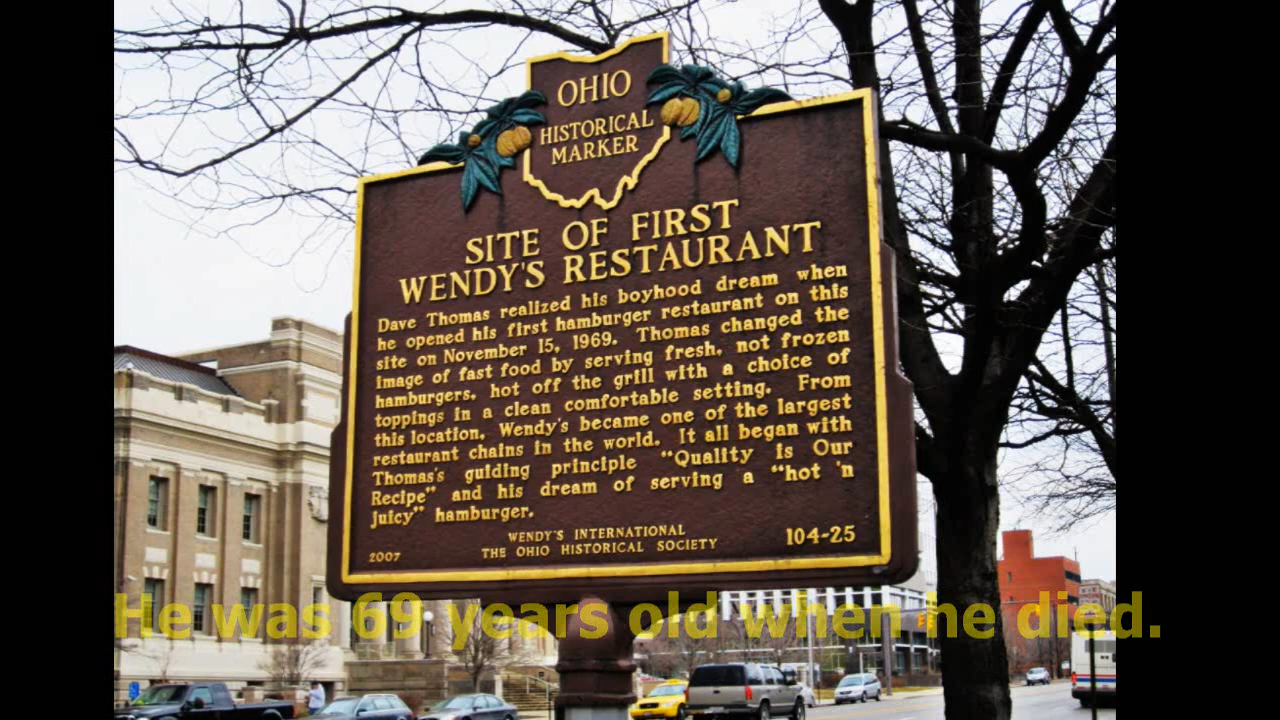 OHIO
HISTORICAL
MARKER
SITE OF FIRST
WENDY'S RESTAURANT
Dave Thomas realized his boyhood dream when
he opened his first hamburger restaurant on this
site on November 15, 1969. Thomas changed the
image of fast food by serving fresh, not frozen
hamburgers, hot off the grill with a choice of
toppings in a clean comfortable setting. From
this location, Wendy's became one of the largest
restaurant chains in the world. It all began with
Thomas's guiding principle "Quality is Our
Recipe" and his dream of serving a "hot 'n
juicy" hamburger.
WENDY'S INTERNATIONAL
THE OHIO HISTORICAL SOCIETY
2007
104-25
He was 69 years old when he died.